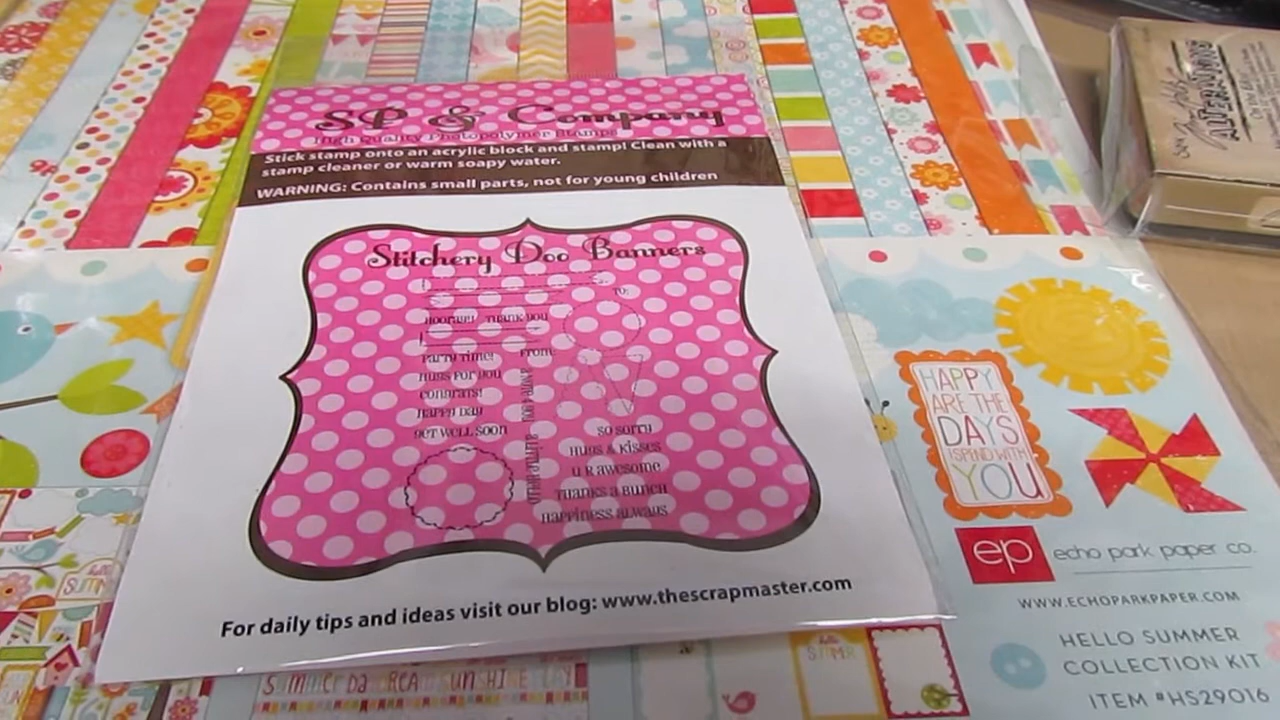 SP & Company
High Quality Photopolymer Stamps
Stick stamp onto an acrylic block and stamp! Clean with a
stamp cleaner or warm soapy water.
WARNING: Contains small parts, not for young children
Stitchery Doo Banners
TO:
HOORAY! THANK YOU
PARTY TIME! FROM:
HUGS FOR YOU
CONGRATS!
HAPPY DAY
GET WELL SOON
A LITTLE HELLO
SO SORRY
HUGS & KISSES
U R AWESOME
THANKS A BUNCH
HAPPINESS ALWAYS
For daily tips and ideas visit our blog: www.thescrapmaster.com
HAPPY
ARE THE
DAYS
I SPEND WITH
YOU
ep echo park paper co.
WWW.ECHOPARKPAPER.COM
HELLO SUMMER
COLLECTION KIT
ITEM #HS29016